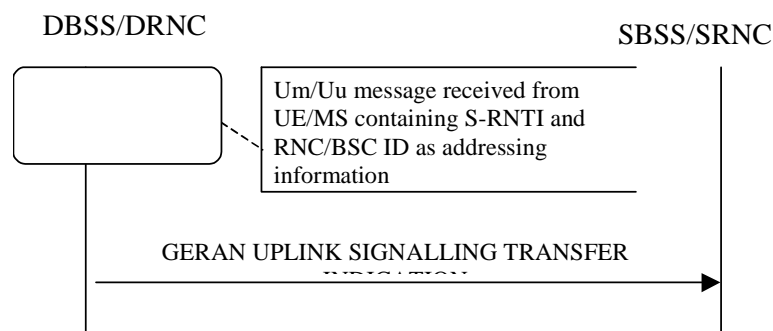 DBSS/DRNC
SBSS/SRNC
Um/Uu message received from
UE/MS containing S-RNTI and
RNC/BSC ID as addressing
information
GERAN UPLINK SIGNALLING TRANSFER
INDICATION